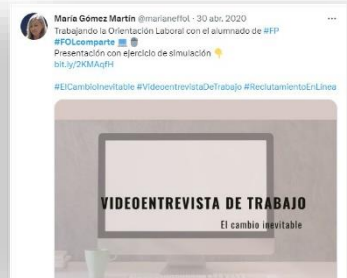 María Gómez Martín @marianeffol · 30 abr. 2020
Trabajando la Orientación Laboral con el alumnado de #FP
#FOLcomparte
Presentación con ejercicio de simulación
bit.ly/2KMAqfH
#ElCambioInevitable #VideoentrevistaDeTrabajo #ReclutamientoEnLinea
VIDEOENTREVISTA DE TRABAJO
El cambio inevitable